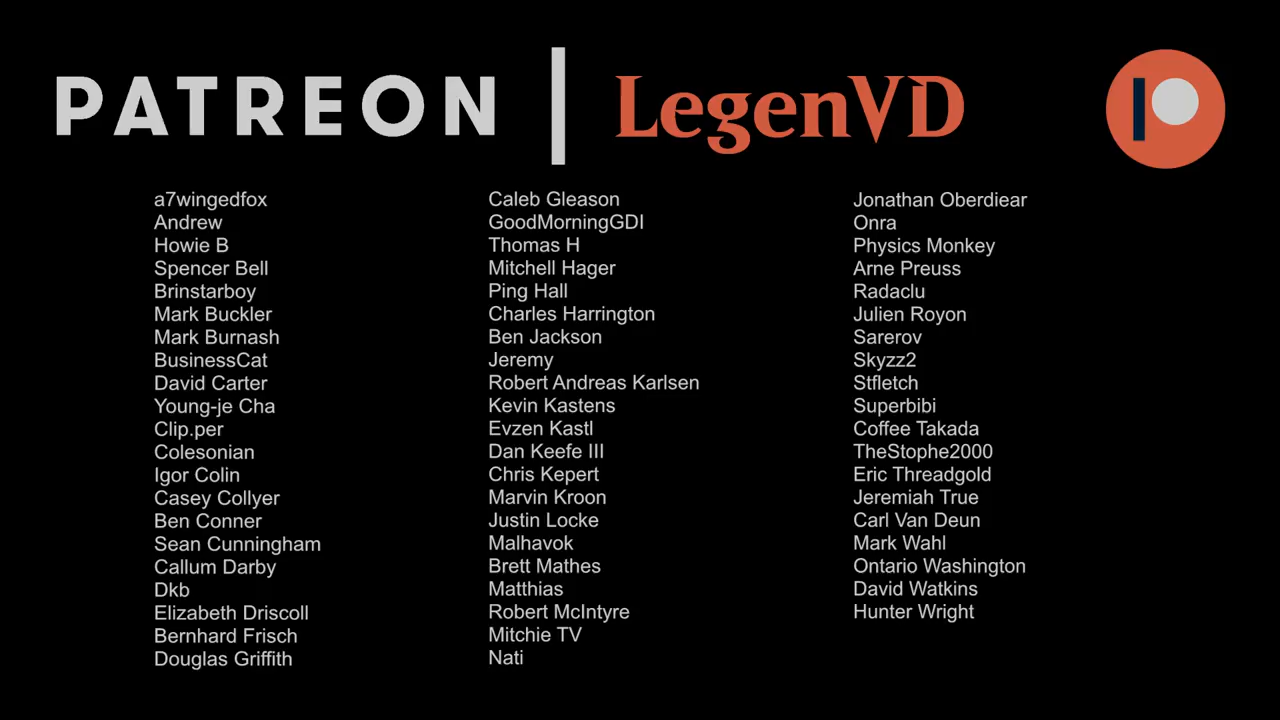 PATREON | LegenVD
a7wingedfox
Andrew
Howie B
Spencer Bell
Brinstarboy
Mark Buckler
Mark Burnash
BusinessCat
David Carter
Young-je Cha
Clip.per
Colesonian
Igor Colin
Casey Collyer
Ben Conner
Sean Cunningham
Callum Darby
Dkb
Elizabeth Driscoll
Bernhard Frisch
Douglas Griffith
Caleb Gleason
GoodMorningGDI
Thomas H
Mitchell Hager
Ping Hall
Charles Harrington
Ben Jackson
Jeremy
Robert Andreas Karlsen
Kevin Kastens
Evzen Kastl
Dan Keefe III
Chris Kepert
Marvin Kroon
Justin Locke
Malhavok
Brett Mathes
Matthias
Robert McIntyre
Mitchie TV
Nati
Jonathan Oberdiear
Onra
Physics Monkey
Arne Preuss
Radaclu
Julien Royon
Sarerov
Skyzz2
Stfletch
Superbibi
Coffee Takada
TheStophe2000
Eric Threadgold
Jeremiah True
Carl Van Deun
Mark Wahl
Ontario Washington
David Watkins
Hunter Wright